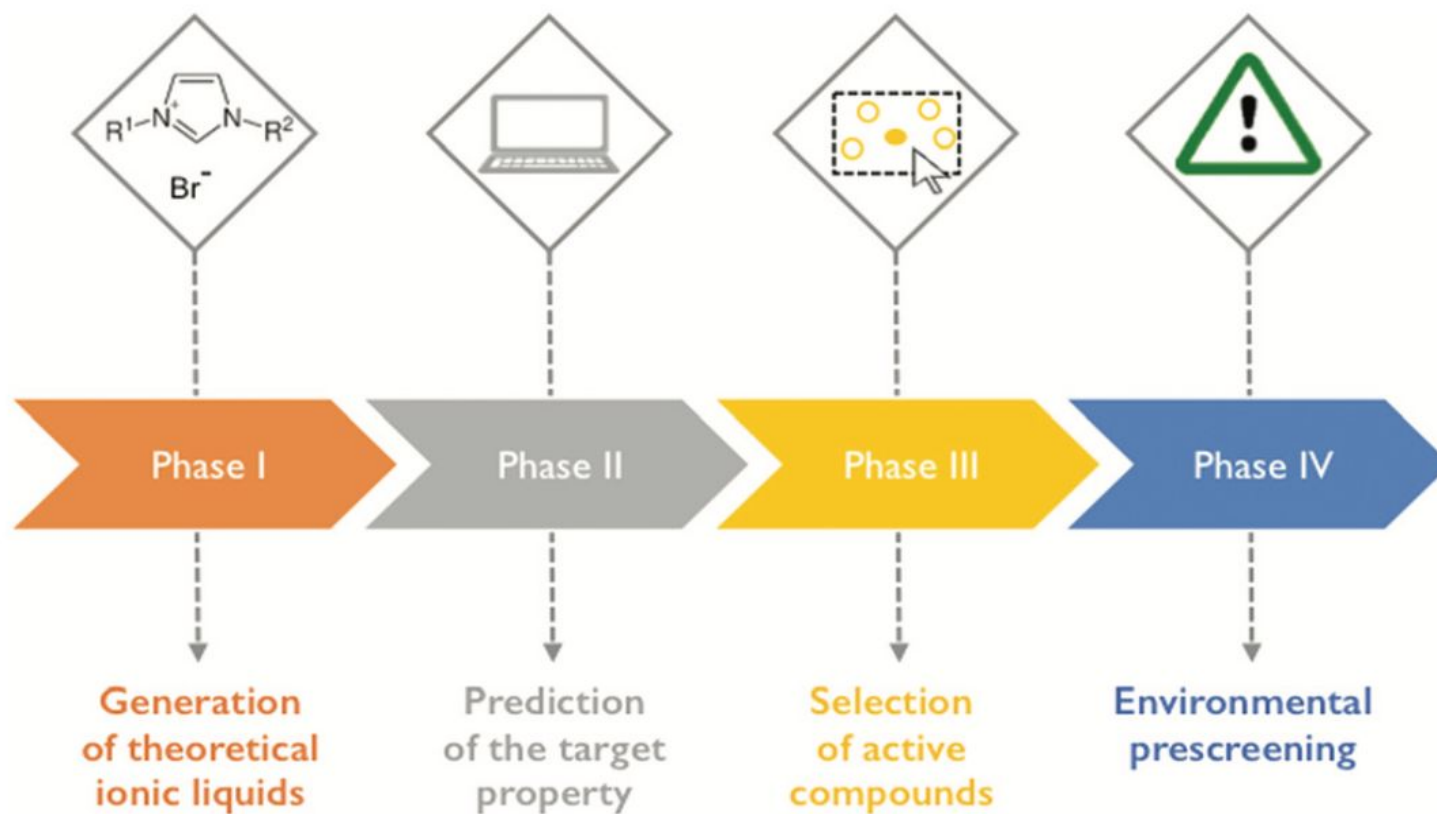 R¹ N⁺ N R²
Br⁻
!
Phase I
Phase II
Phase III
Phase IV
Generation
of theoretical
ionic liquids
Prediction
of the target
property
Selection
of active
compounds
Environmental
prescreening